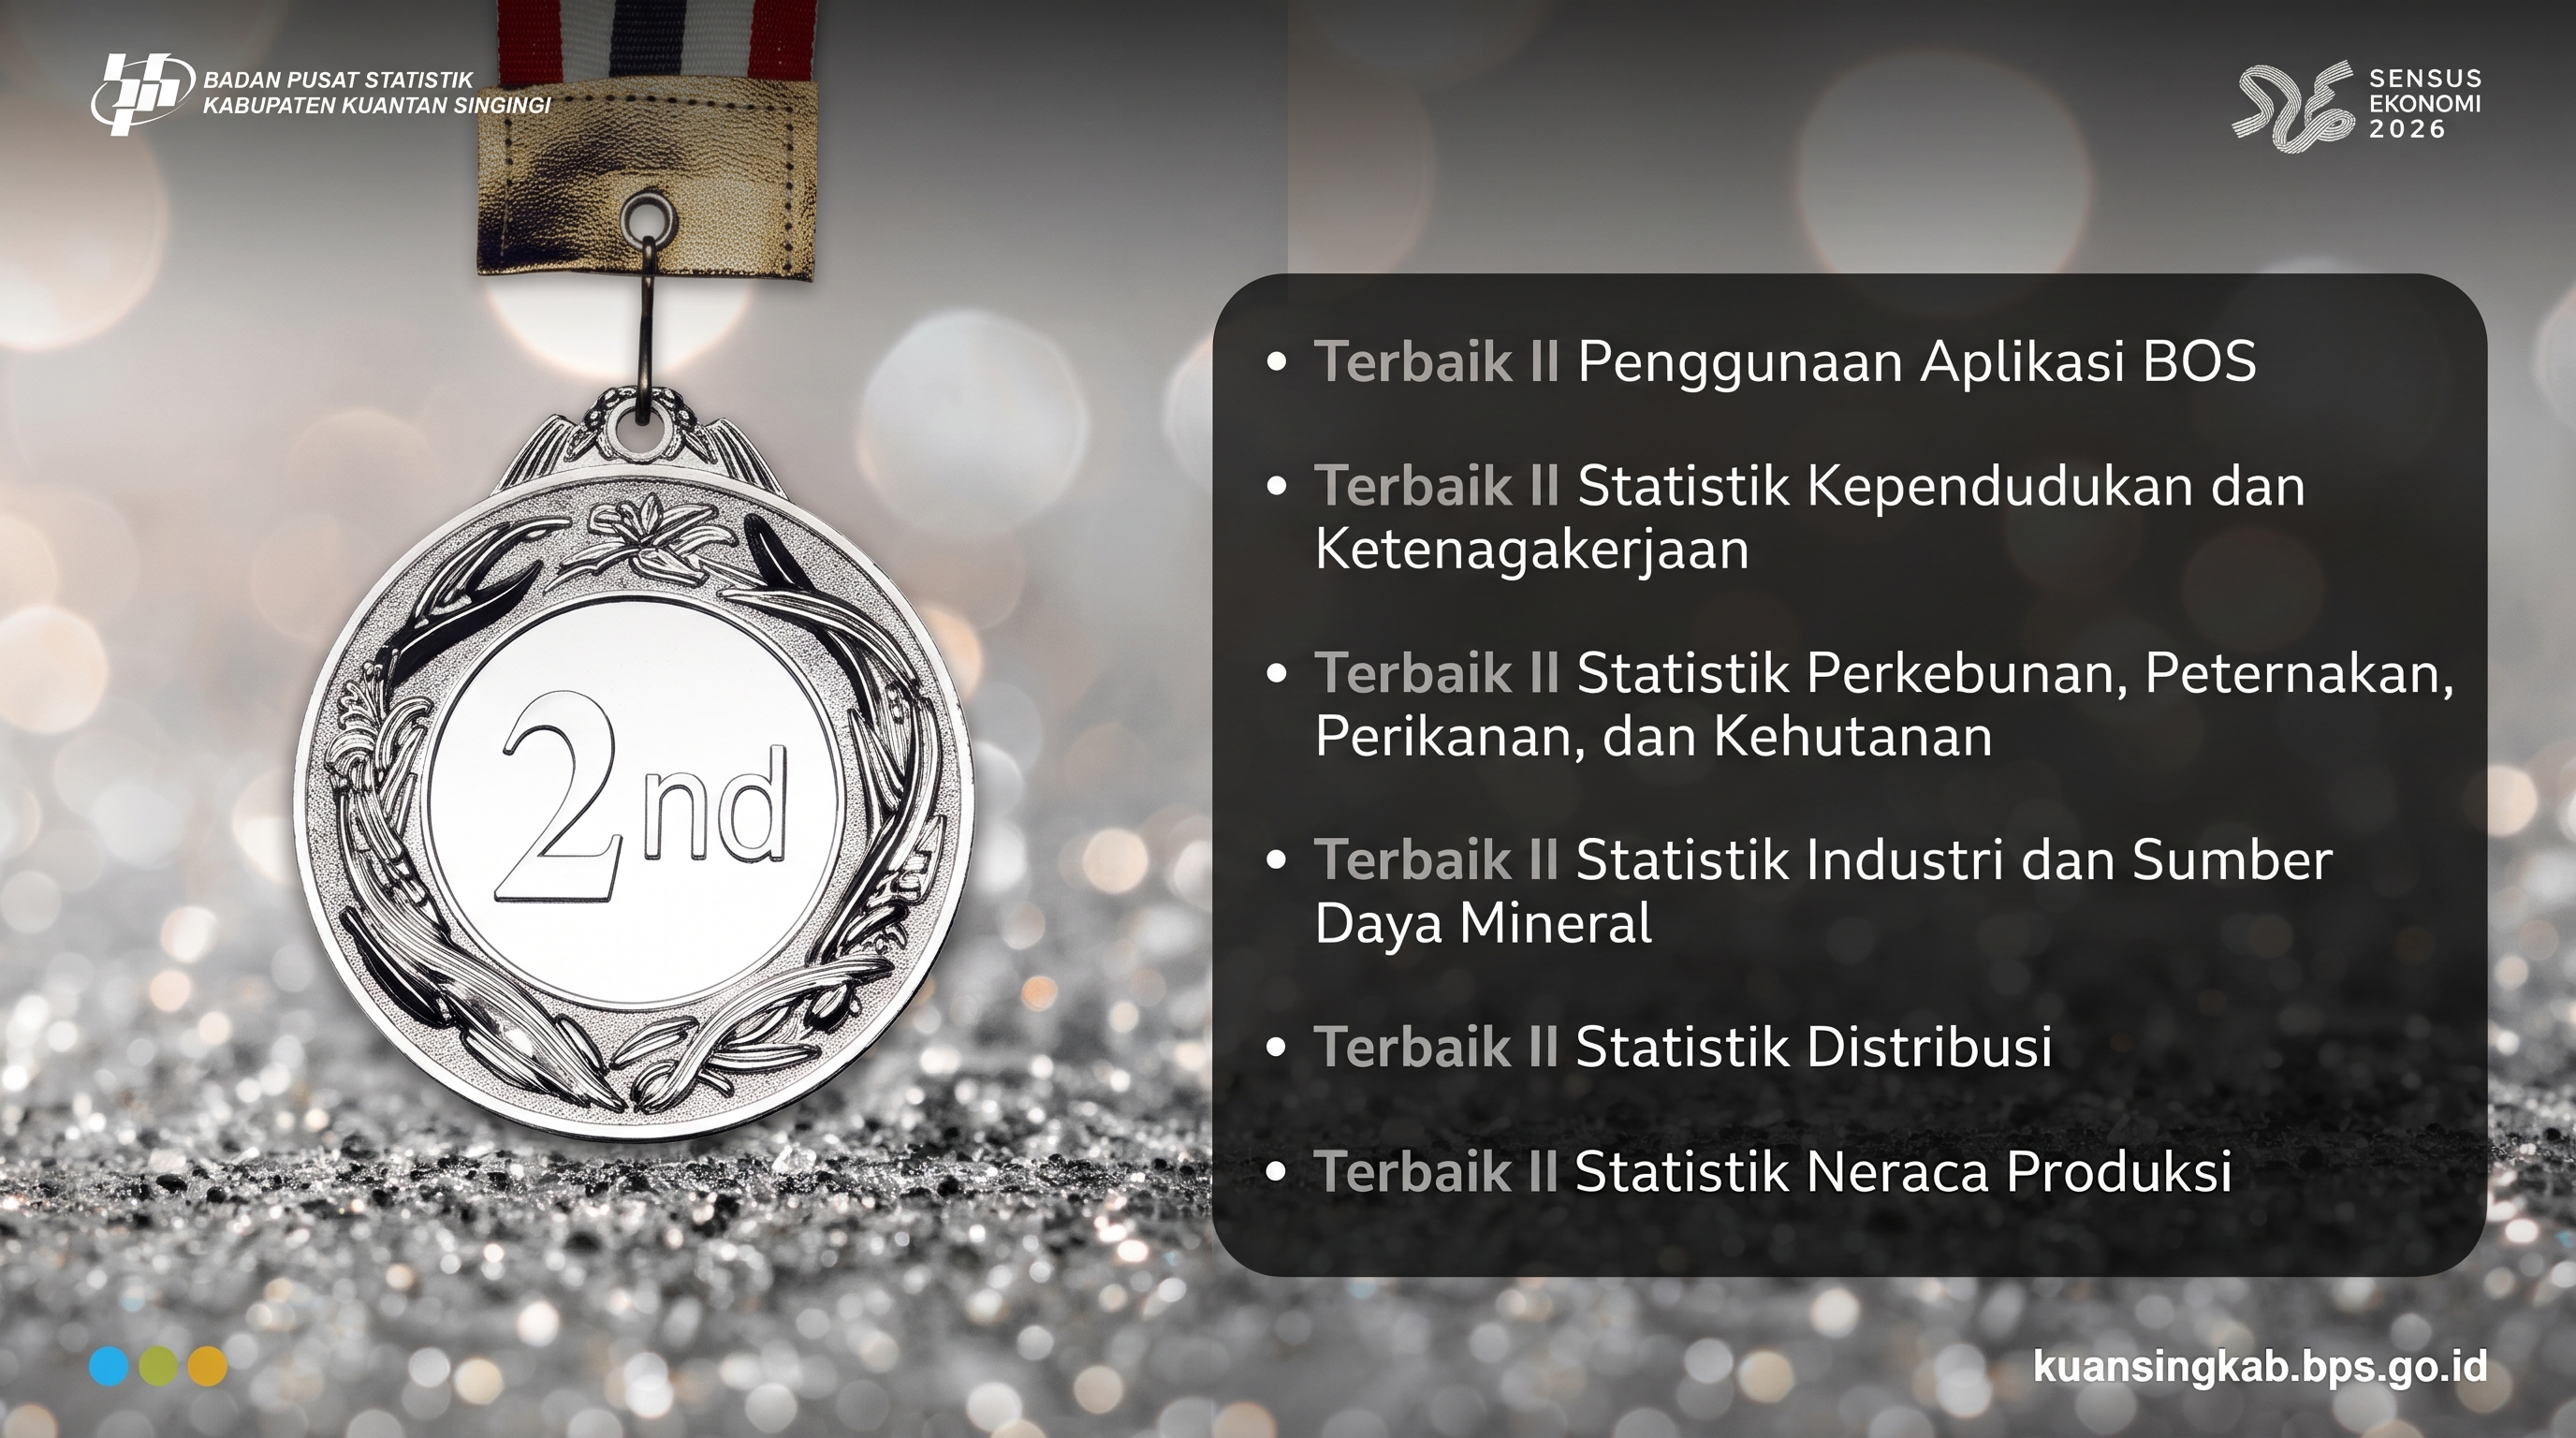 BADAN PUSAT STATISTIK
KABUPATEN KUANTAN SINGINGI
SENSUS
EKONOMI
2026
2nd
• Terbaik II Penggunaan Aplikasi BOS
• Terbaik II Statistik Kependudukan dan
Ketenagakerjaan
• Terbaik II Statistik Perkebunan, Peternakan,
Perikanan, dan Kehutanan
• Terbaik II Statistik Industri dan Sumber
Daya Mineral
• Terbaik II Statistik Distribusi
• Terbaik II Statistik Neraca Produksi
kuansingkab.bps.go.id